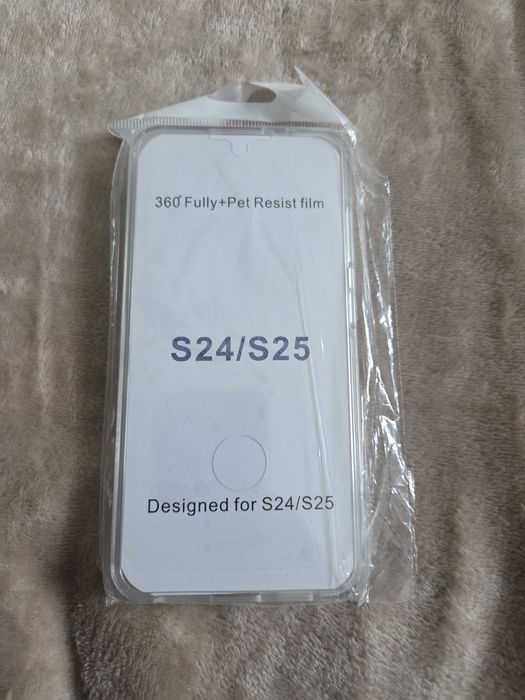 360° Fully+Pet Resist film
S24/S25
Designed for S24/S25